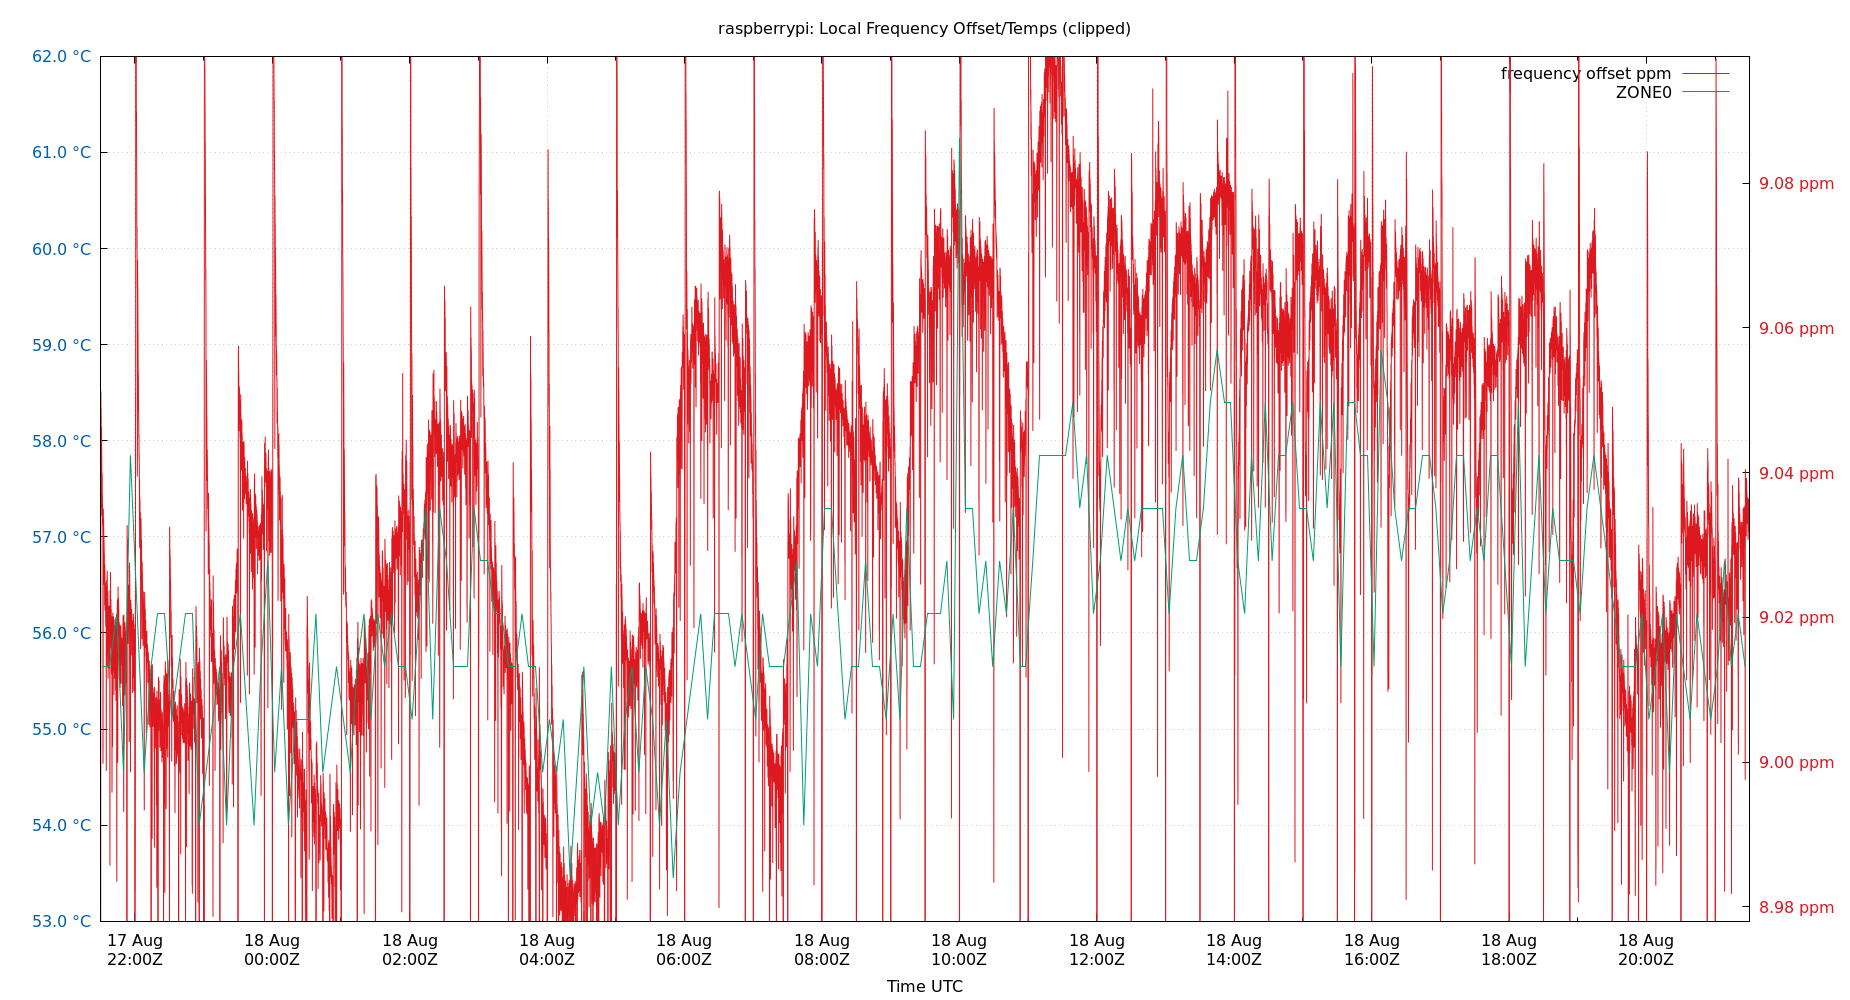 raspberrypi: Local Frequency Offset/Temps (clipped)
62.0 °C
61.0 °C
60.0 °C
59.0 °C
58.0 °C
57.0 °C
56.0 °C
55.0 °C
54.0 °C
53.0 °C
frequency offset ppm
ZONE0
9.08 ppm
9.06 ppm
9.04 ppm
9.02 ppm
9.00 ppm
8.98 ppm
17 Aug 18 Aug 18 Aug 18 Aug 18 Aug 18 Aug 18 Aug 18 Aug 18 Aug 18 Aug 18 Aug 18 Aug
22:00Z 00:00Z 02:00Z 04:00Z 06:00Z 08:00Z 10:00Z 12:00Z 14:00Z 16:00Z 18:00Z 20:00Z
Time UTC